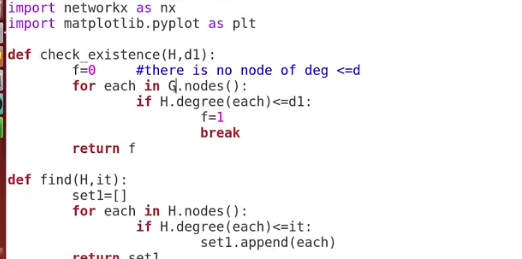 import networkx as nx
import matplotlib.pyplot as plt
def check_existence(H,d1):
f=0 #there is no node of deg <=d
for each in G.nodes():
if H.degree(each)<=d1:
f=1
break
return f
def find(H,it):
set1=[]
for each in H.nodes():
if H.degree(each)<=it:
set1.append(each)
return set1